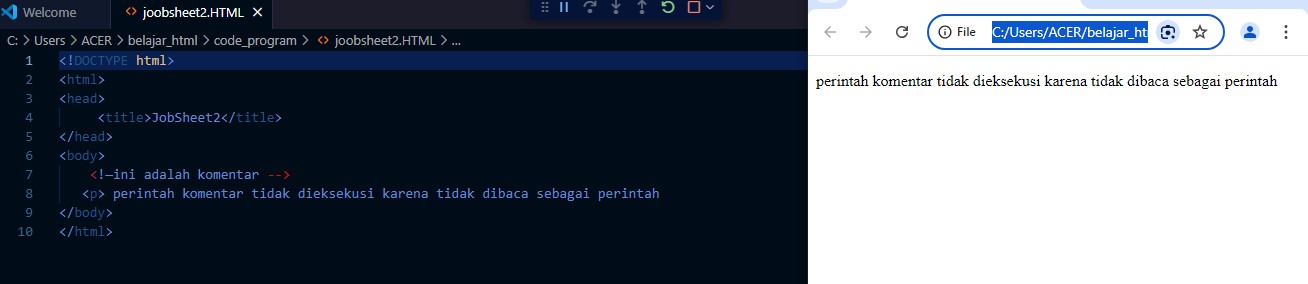 Welcome
joobsheet2.HTML
C: > Users > ACER > belajar_html > code_program > joobsheet2.HTML > ...
1 <!DOCTYPE html>
2 <html>
3 <head>
4 <title>JobSheet2</title>
5 </head>
6 <body>
7 <!—ini adalah komentar -->
8 <p> perintah komentar tidak dieksekusi karena tidak dibaca sebagai perintah
9 </body>
10 </html>
File C:/Users/ACER/belajar_ht
perintah komentar tidak dieksekusi karena tidak dibaca sebagai perintah